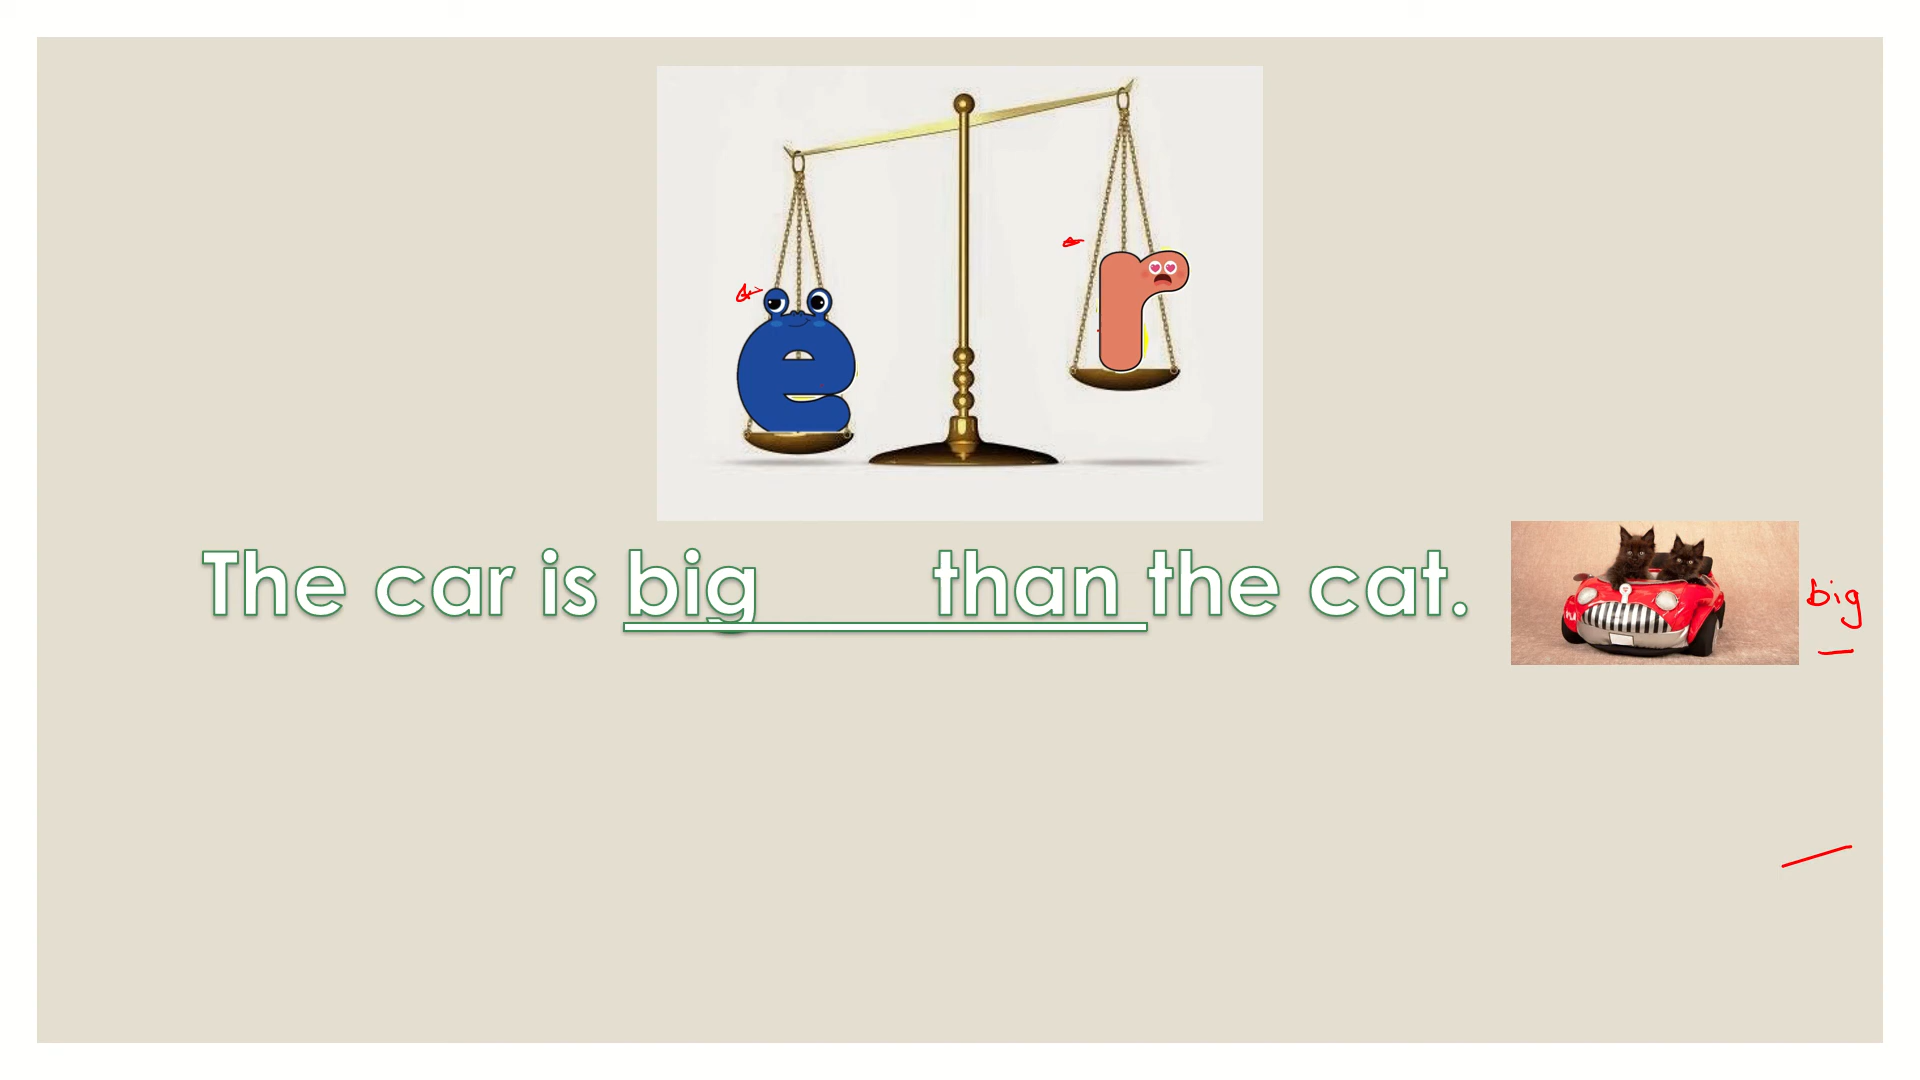 e r
The car is big than the cat.
big